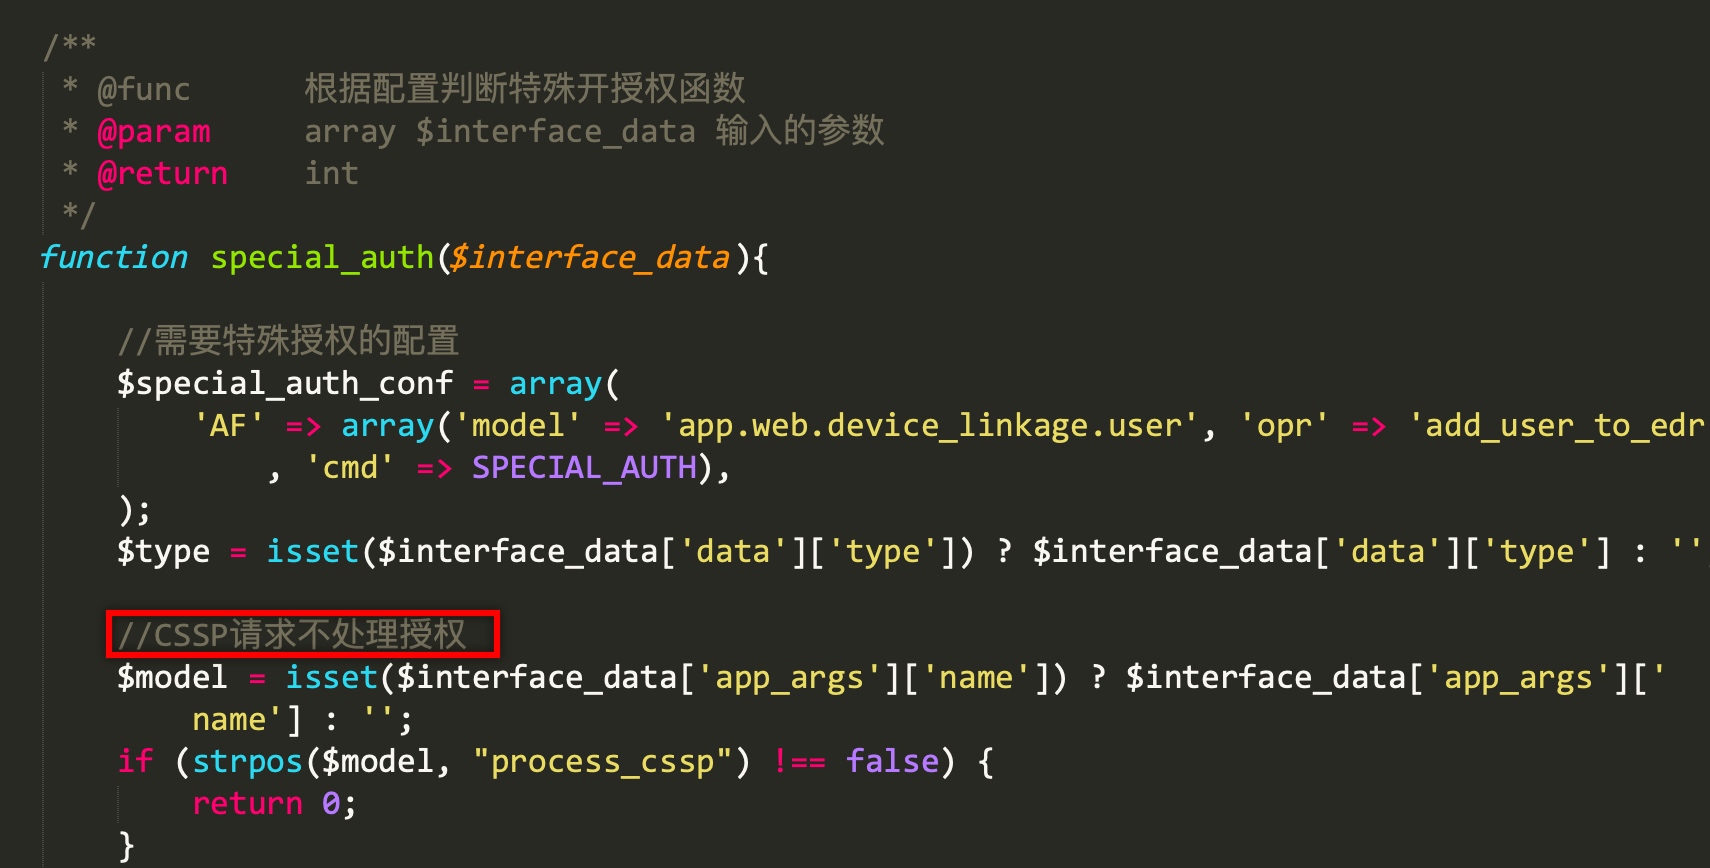 /**
 * @func      根据配置判断特殊开授权函数
 * @param     array $interface_data 输入的参数
 * @return    int
 */
function special_auth($interface_data){
//需要特殊授权的配置
$special_auth_conf = array(
'AF' => array('model' => 'app.web.device_linkage.user', 'opr' => 'add_user_to_edr
, 'cmd' => SPECIAL_AUTH),
);
$type = isset($interface_data['data']['type']) ? $interface_data['data']['type'] : ''
//CSSP请求不处理授权
$model = isset($interface_data['app_args']['name']) ? $interface_data['app_args']['
name'] : '';
if (strpos($model, "process_cssp") !== false) {
return 0;
}